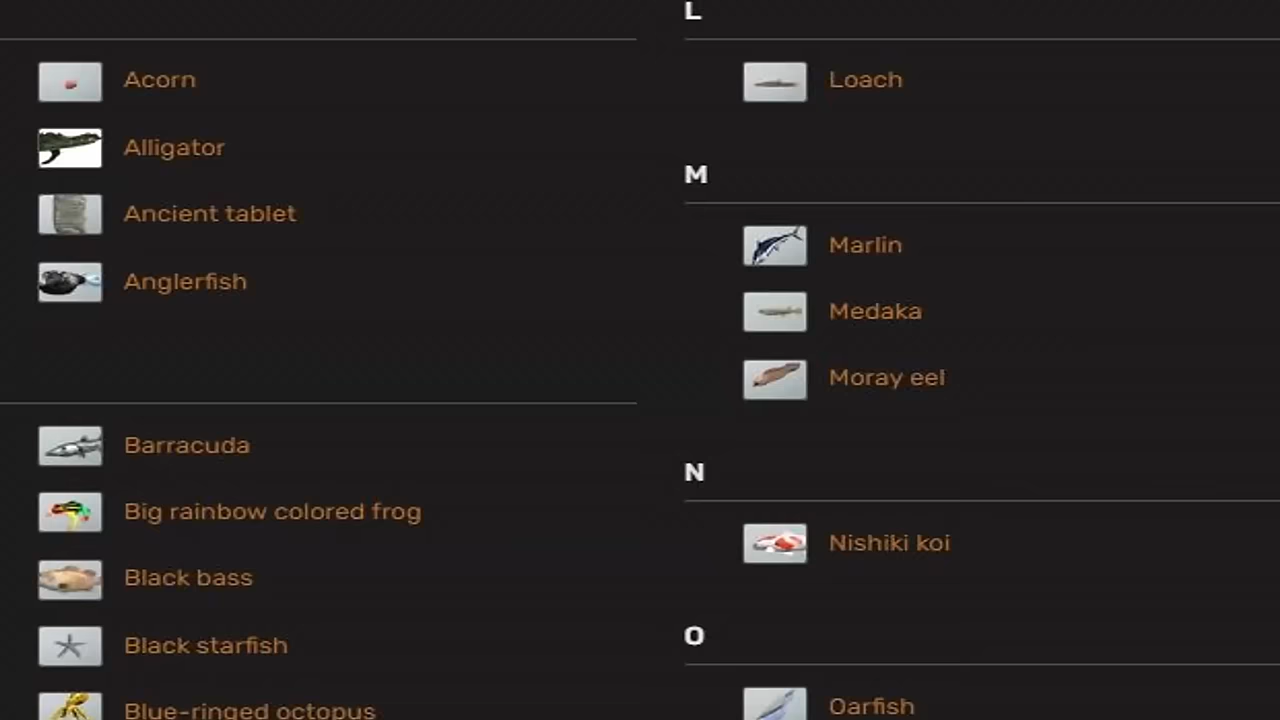 Acorn
Alligator
Ancient tablet
Anglerfish
Barracuda
Big rainbow colored frog
Black bass
Black starfish
Blue-ringed octopus
L
Loach
M
Marlin
Medaka
Moray eel
N
Nishiki koi
O
Oarfish